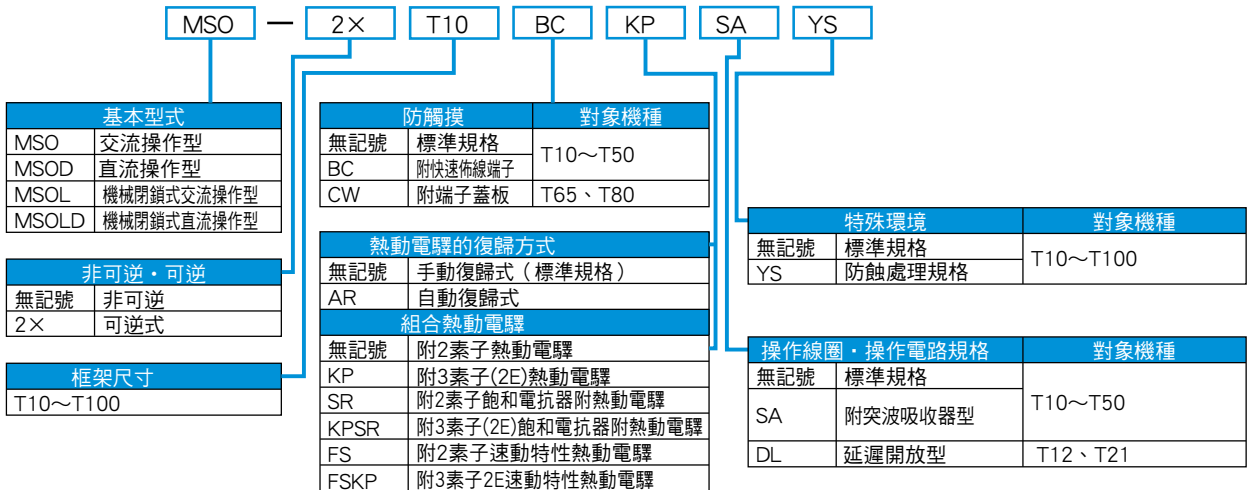 MSO － 2× T10 BC KP SA YS
基本型式
MSO 交流操作型
MSOD 直流操作型
MSOL 機械閉鎖式交流操作型
MSOLD 機械閉鎖式直流操作型
非可逆・可逆
無記號 非可逆
2× 可逆式
框架尺寸
T10～T100
防觸摸 對象機種
無記號 標準規格 T10～T50
BC 附快速佈線端子
CW 附端子蓋板 T65、T80
熱動電驛的復歸方式
無記號 手動復歸式（標準規格）
AR 自動復歸式
組合熱動電驛
無記號 附2素子熱動電驛
KP 附3素子(2E)熱動電驛
SR 附2素子飽和電抗器附熱動電驛
KPSR 附3素子(2E)飽和電抗器附熱動電驛
FS 附2素子速動特性熱動電驛
FSKP 附3素子2E速動特性熱動電驛
特殊環境 對象機種
無記號 標準規格 T10～T100
YS 防蝕處理規格
操作線圈・操作電路規格 對象機種
無記號 標準規格 T10～T50
SA 附突波吸收器型
DL 延遲開放型 T12、T21